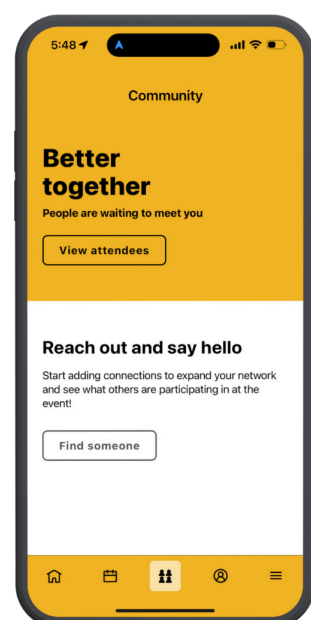 5:48
Community
Better
together
People are waiting to meet you
View attendees
Reach out and say hello
Start adding connections to expand your network
and see what others are participating in at the
event!
Find someone